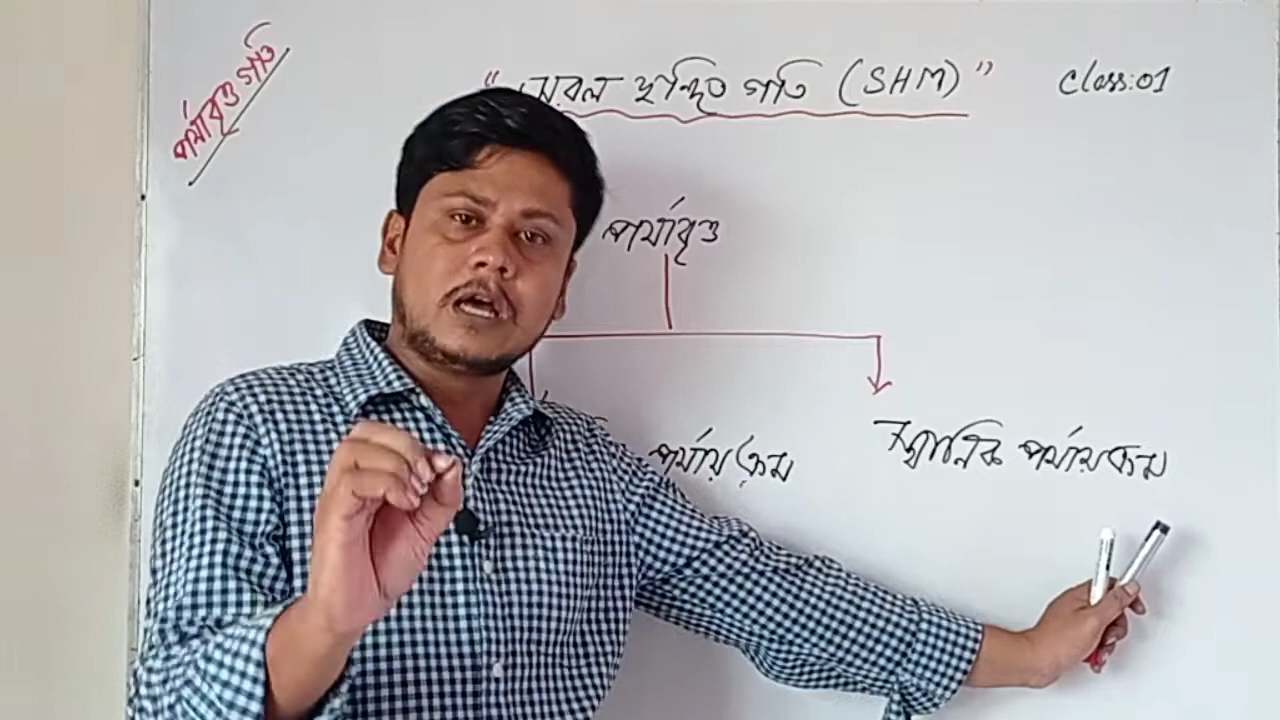 পর্যাবৃত্ত গতি
"সরল ছন্দিত গতি (SHM)"
Class:01
পর্যাবৃত্ত
পর্যায়ক্রম
স্থানিক পর্যায়ক্রম